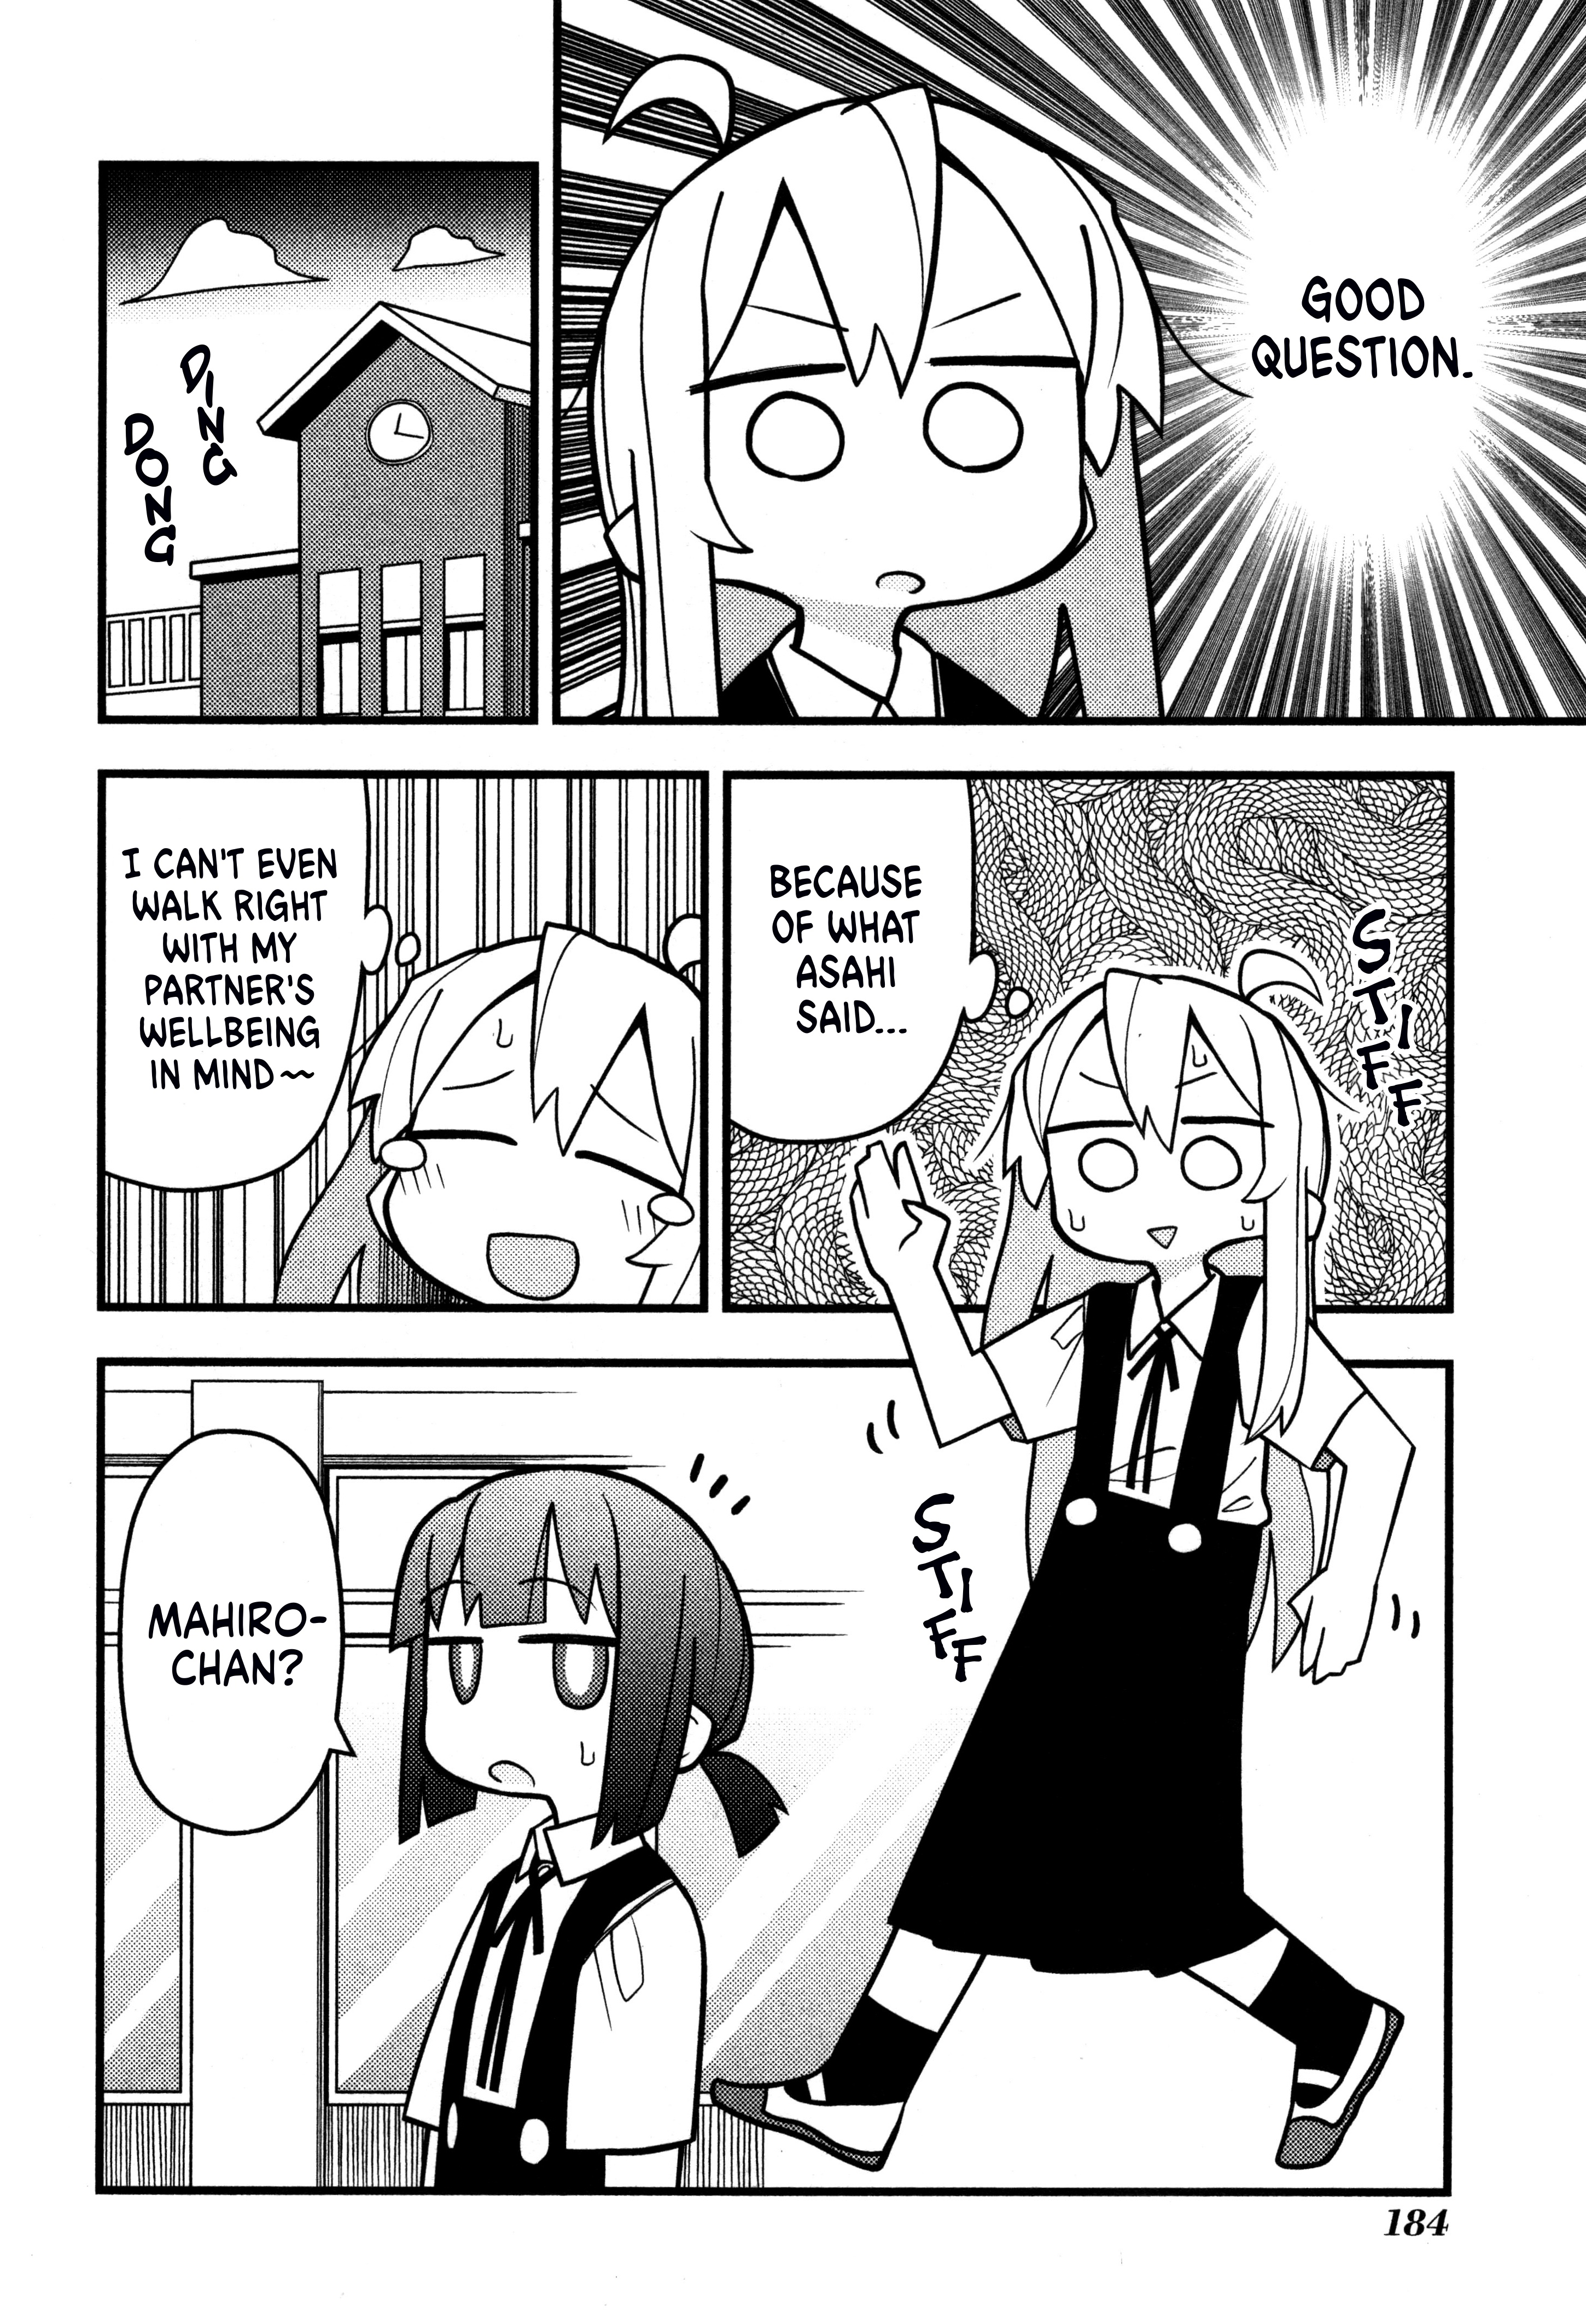 GOOD
QUESTION.
DING
DONG
BECAUSE
OF WHAT
ASAHI
SAID...
STIFF
I CAN'T EVEN
WALK RIGHT
WITH MY
PARTNER'S
WELLBEING
IN MIND~
STIFF
MAHIRO-
CHAN?
184